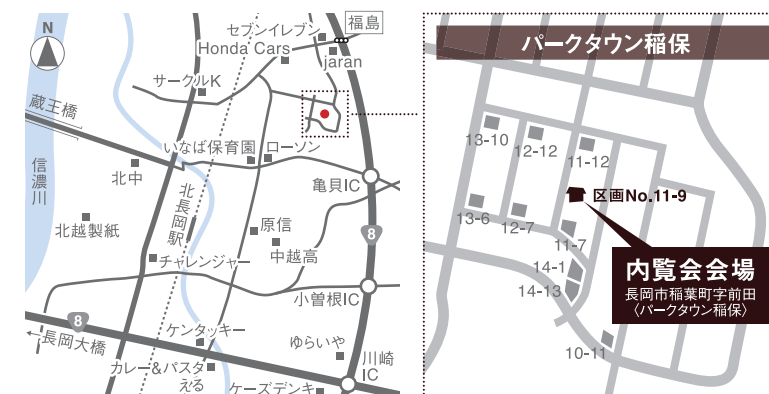 N
セブンイレブン
福島
Honda Cars
jaran
サークルK
蔵王橋
いなば保育園
ローソン
信濃川
北中
亀貝IC
北長岡駅
北越製紙
原信
8
チャレンジャー
中越高
小曽根IC
8
←長岡大橋
ケンタッキー
ゆらいや
カレー&パスタ
える
川崎
IC
ケーズデンキ
パークタウン稲保
13-10
12-12
11-12
区画No.11-9
13-6
12-7
11-7
内覧会会場
長岡市稲葉町字前田
〈パークタウン稲保〉
14-1
14-13
10-11